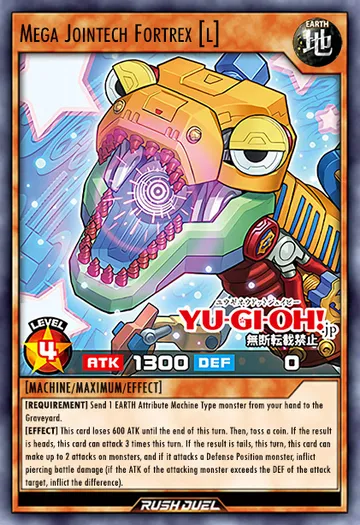 MEGA JOINTECH FORTREX [L]
EARTH
地
YU-GI-OH!.jp
無断転載禁止
LEVEL
4
ATK 1300 DEF 0
[MACHINE/MAXIMUM/EFFECT]
[REQUIREMENT] Send 1 EARTH Attribute Machine Type monster from your hand to the
Graveyard.
[EFFECT] This card loses 600 ATK until the end of this turn. Then, toss a coin. If the result
is heads, this card can attack 3 times this turn. If the result is tails, this turn, this card can
make up to 2 attacks on monsters, and if it attacks a Defense Position monster, inflict
piercing battle damage (if the ATK of the attacking monster exceeds the DEF of the attack
target, inflict the difference).
RUSH DUEL